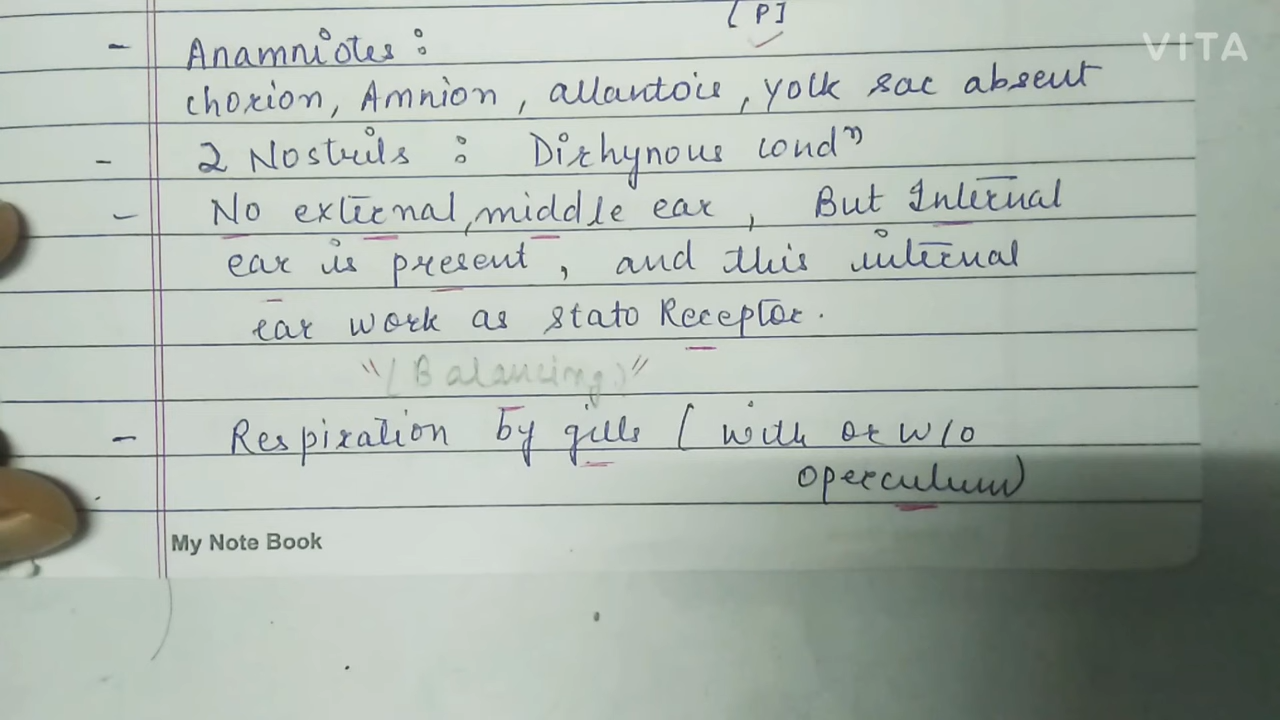 [P]
VITA
- Anamniotes :
chorion, Amnion, allantois, yolk sac absent
- 2 Nostrils : Dirhynous condⁿ
- No external, middle ear, But Internal
ear is present, and this internal
ear work as stato Receptor.
"(Balancing)"
- Respiration by gills (with or w/o
operculum)
My Note Book